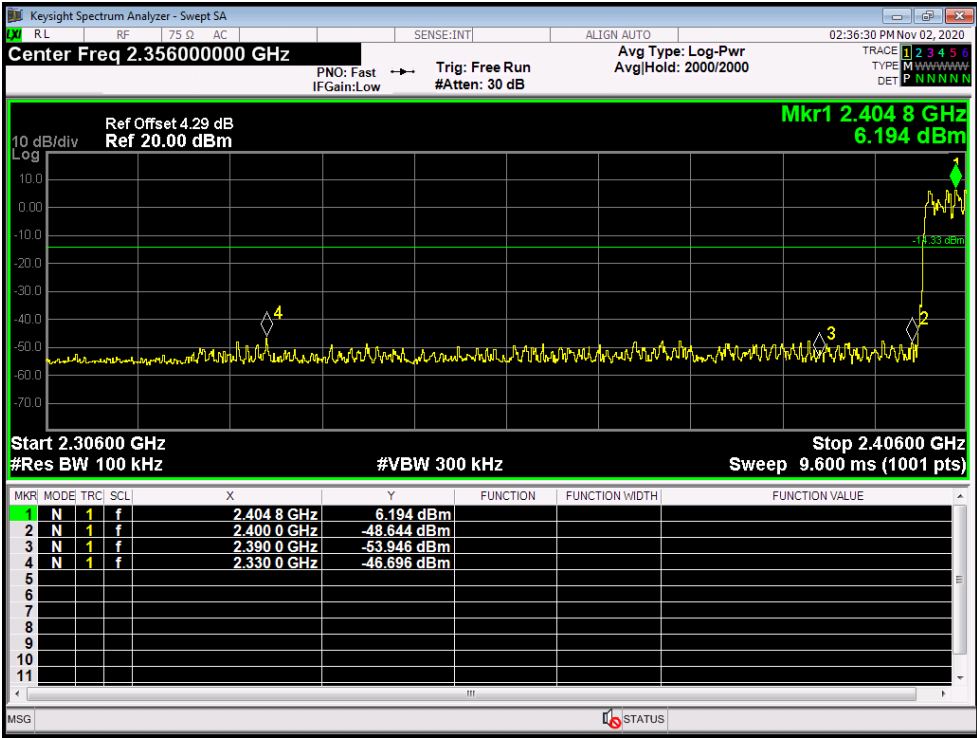 Keysight Spectrum Analyzer - Swept SA
LXI RL RF 75 Ω AC SENSE:INT ALIGN AUTO 02:36:30 PM Nov 02, 2020
Center Freq 2.356000000 GHz
PNO: Fast
IFGain:Low
Trig: Free Run
#Atten: 30 dB
Avg Type: Log-Pwr
Avg|Hold: 2000/2000
TRACE 1 2 3 4 5 6
TYPE M WWWWW
DET P N N N N N
Mkr1 2.404 8 GHz
6.194 dBm
Ref Offset 4.29 dB
10 dB/div Ref 20.00 dBm
Log
1
10.0
0.00
-10.0
-14.33 dBm
-20.0
-30.0
4
2
-40.0
3
-50.0
-60.0
-70.0
Start 2.30600 GHz Stop 2.40600 GHz
#Res BW 100 kHz #VBW 300 kHz Sweep 9.600 ms (1001 pts)
MKR MODE TRC SCL X Y FUNCTION FUNCTION WIDTH FUNCTION VALUE
1 N 1 f 2.404 8 GHz 6.194 dBm
2 N 1 f 2.400 0 GHz -48.644 dBm
3 N 1 f 2.390 0 GHz -53.946 dBm
4 N 1 f 2.330 0 GHz -46.696 dBm
5
6
7
8
9
10
11
MSG STATUS